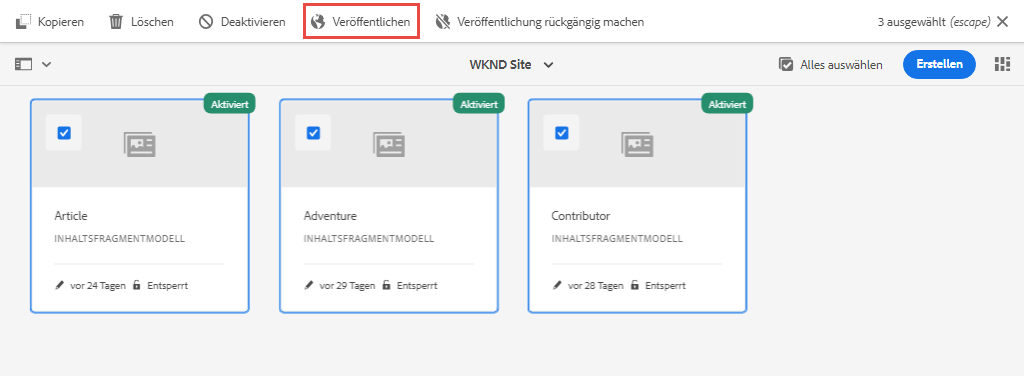 Kopieren Löschen Deaktivieren Veröffentlichen Veröffentlichung rückgängig machen 3 ausgewählt (escape)
WKND Site Alles auswählen Erstellen
Aktiviert Aktiviert Aktiviert
Article Adventure Contributor
INHALTSFRAGMENTMODELL INHALTSFRAGMENTMODELL INHALTSFRAGMENTMODELL
vor 24 Tagen Entsperrt vor 29 Tagen Entsperrt vor 28 Tagen Entsperrt